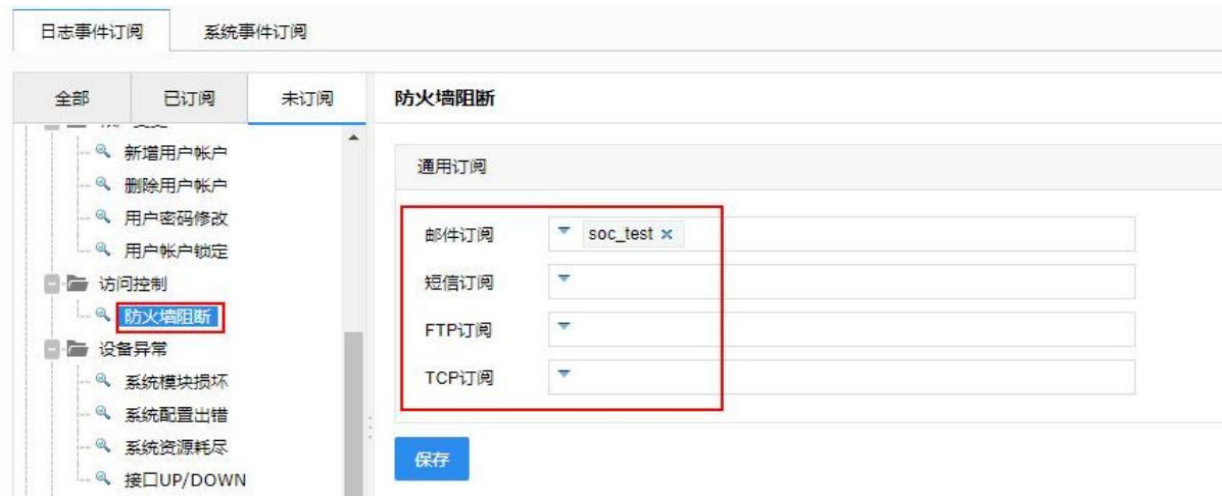 日志事件订阅 系统事件订阅
全部 已订阅 未订阅
新增用户帐户
删除用户帐户
用户密码修改
用户帐户锁定
访问控制
防火墙阻断
设备异常
系统模块损坏
系统配置出错
系统资源耗尽
接口UP/DOWN
防火墙阻断
通用订阅
邮件订阅 soc_test ×
短信订阅
FTP订阅
TCP订阅
保存